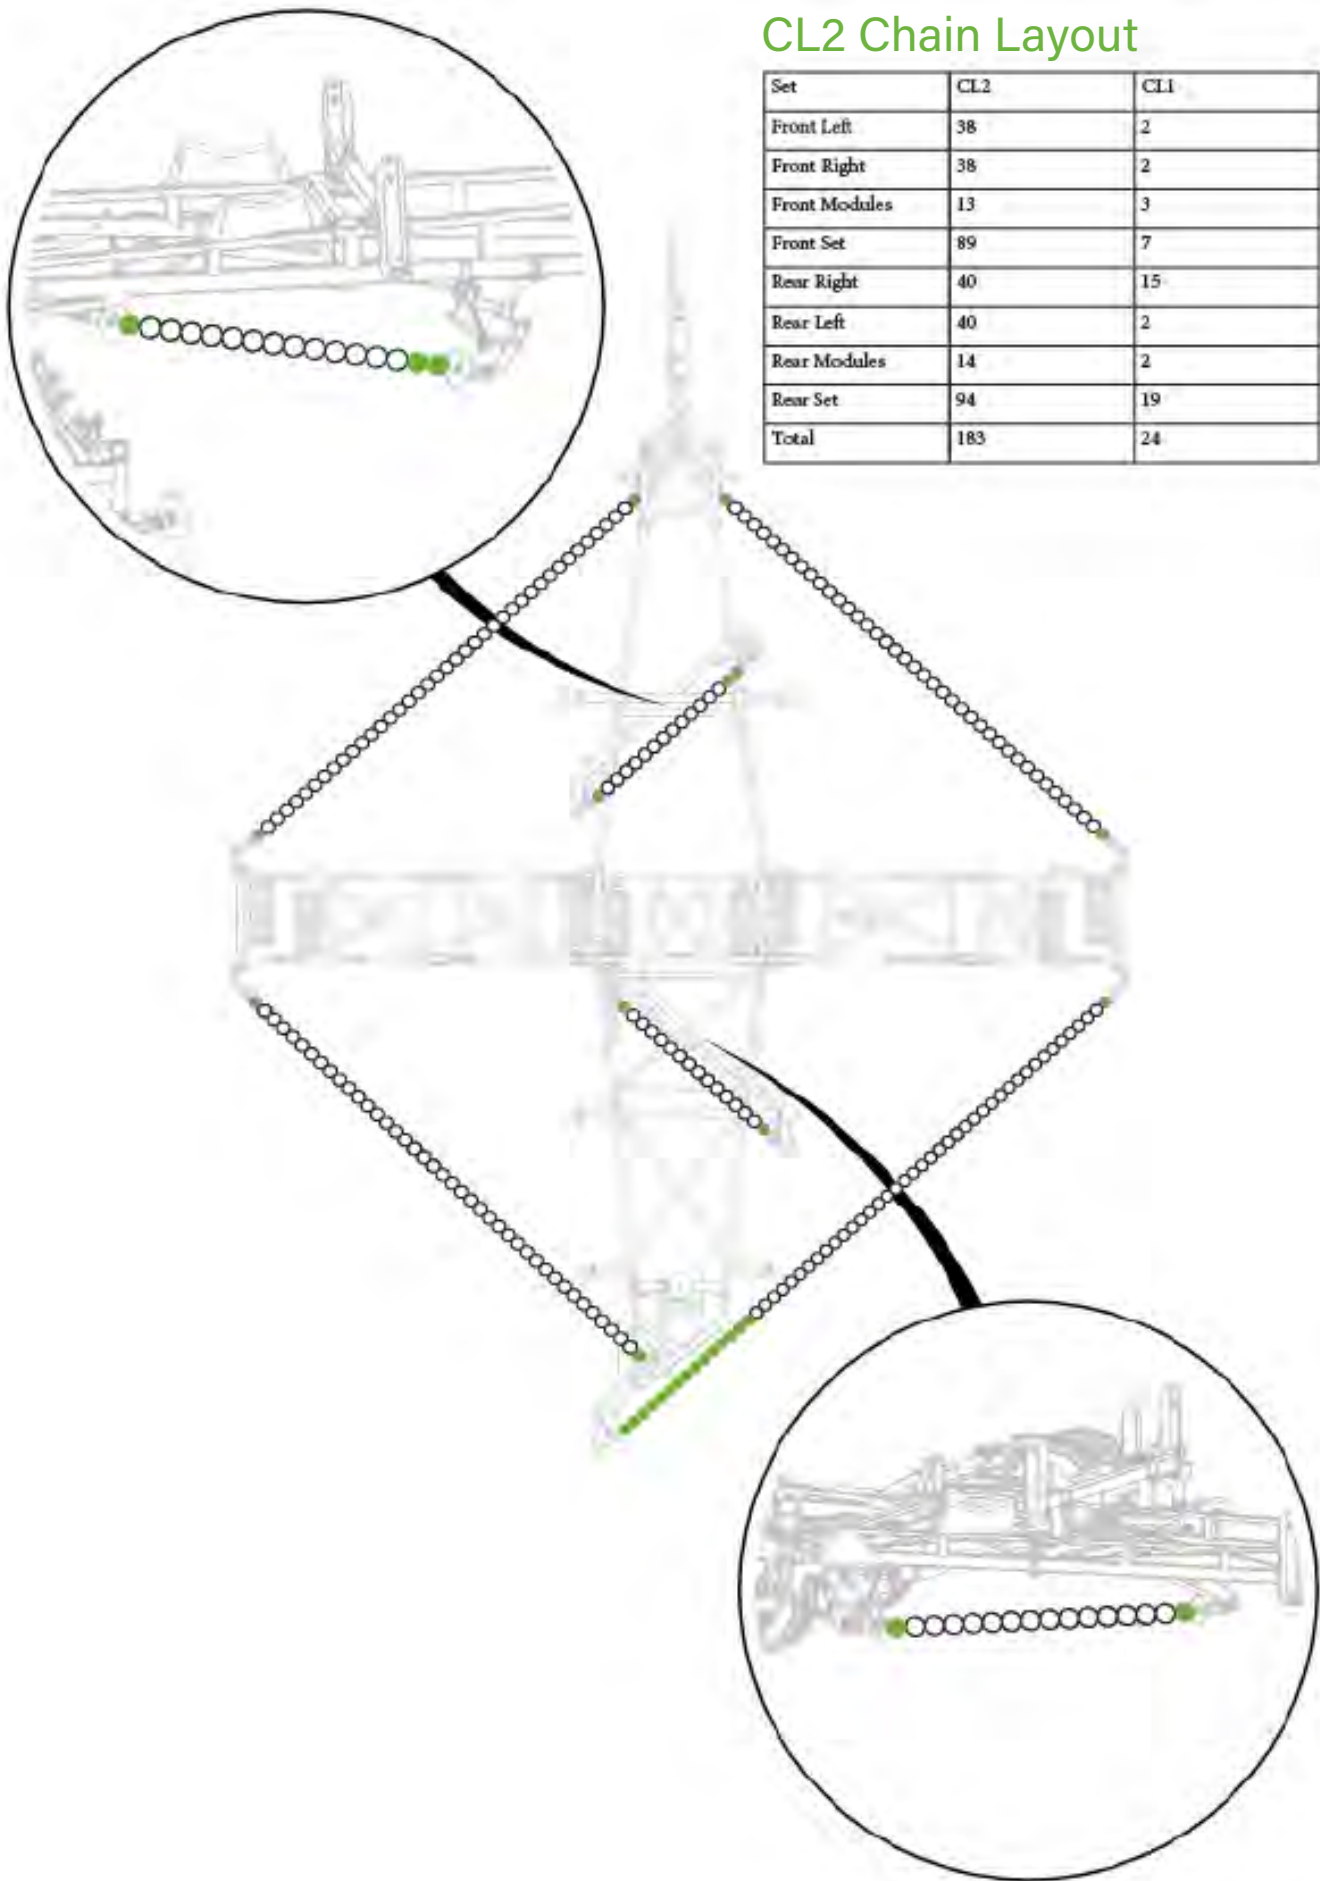 CL2 Chain Layout
Set CL2 CL1
Front Left 38 2
Front Right 38 2
Front Modules 13 3
Front Set 89 7
Rear Right 40 15
Rear Left 40 2
Rear Modules 14 2
Rear Set 94 19
Total 183 24